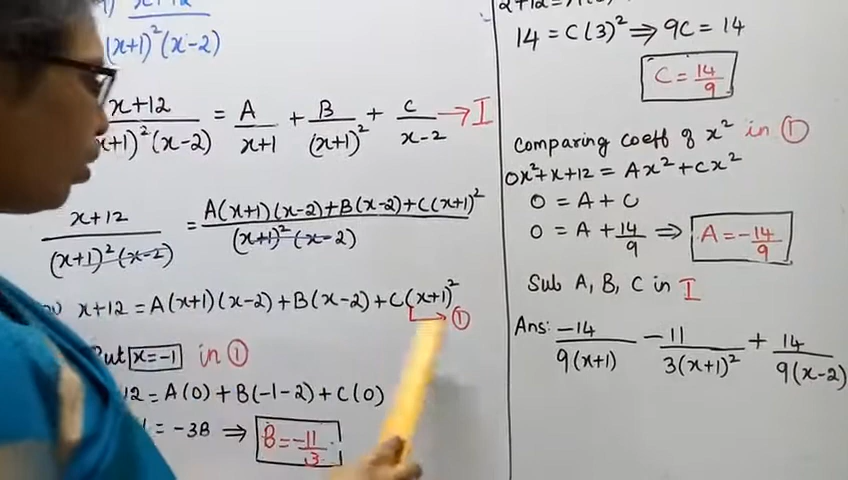 x+12
(x+1)²(x-2)
x+12 / (x+1)²(x-2) = A/(x+1) + B/(x+1)² + C/(x-2) → I
x+12 / (x+1)²(x-2) = A(x+1)(x-2)+B(x-2)+C(x+1)² / (x+1)²(x-2)
x+12 = A(x+1)(x-2)+B(x-2)+C(x+1)² → ①
Put x=-1 in ①
12 = A(0)+B(-1-2)+C(0)
= -3B ⇒ B = -11/3
14 = C(3)² ⇒ 9C = 14
C = 14/9
Comparing coeff of x² in ①
0x²+x+12 = Ax²+Cx²
0 = A+C
0 = A+14/9 ⇒ A = -14/9
Sub A, B, C in I
Ans: -14/9(x+1) - 11/3(x+1)² + 14/9(x-2)